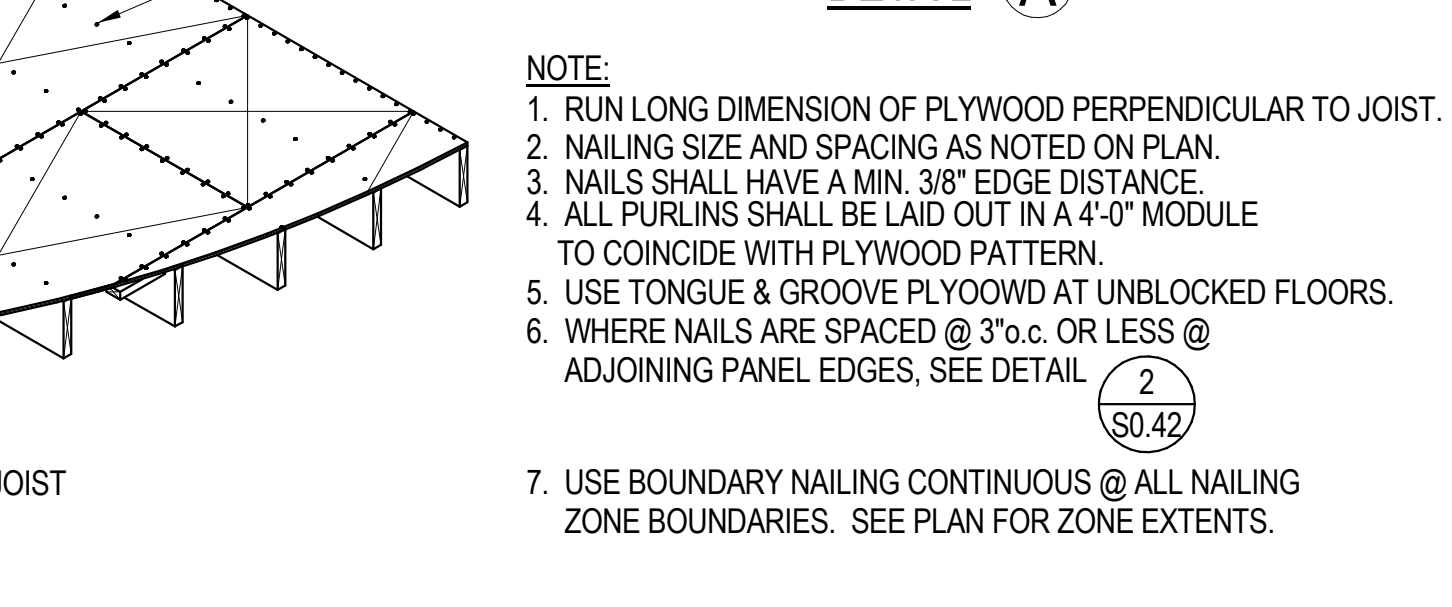 A
NOTE:
1. RUN LONG DIMENSION OF PLYWOOD PERPENDICULAR TO JOIST.
2. NAILING SIZE AND SPACING AS NOTED ON PLAN.
3. NAILS SHALL HAVE A MIN. 3/8" EDGE DISTANCE.
4. ALL PURLINS SHALL BE LAID OUT IN A 4'-0" MODULE
TO COINCIDE WITH PLYWOOD PATTERN.
5. USE TONGUE & GROOVE PLYOOWD AT UNBLOCKED FLOORS.
6. WHERE NAILS ARE SPACED @ 3"o.c. OR LESS @
ADJOINING PANEL EDGES, SEE DETAIL
2
S0.42
JOIST
7. USE BOUNDARY NAILING CONTINUOUS @ ALL NAILING
ZONE BOUNDARIES. SEE PLAN FOR ZONE EXTENTS.